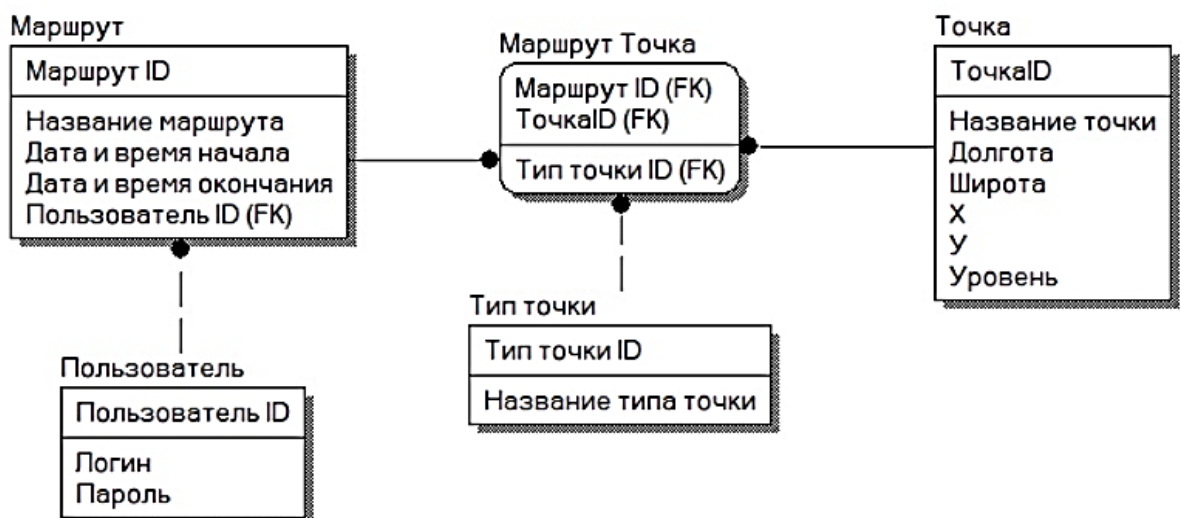 Маршрут
Маршрут ID
Название маршрута
Дата и время начала
Дата и время окончания
Пользователь ID (FK)
Маршрут Точка
Маршрут ID (FK)
ТочкаID (FK)
Тип точки ID (FK)
Точка
ТочкаID
Название точки
Долгота
Широта
X
У
Уровень
Тип точки
Тип точки ID
Название типа точки
Пользователь
Пользователь ID
Логин
Пароль